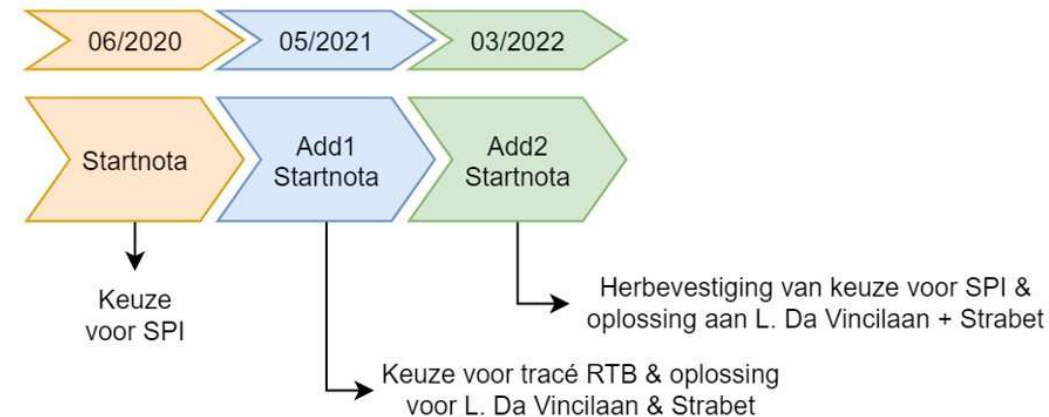 06/2020
05/2021
03/2022
Startnota
Add1
Startnota
Add2
Startnota
Keuze
voor SPI
Herbevestiging van keuze voor SPI &
oplossing aan L. Da Vincilaan + Strabet
Keuze voor tracé RTB & oplossing
voor L. Da Vincilaan & Strabet